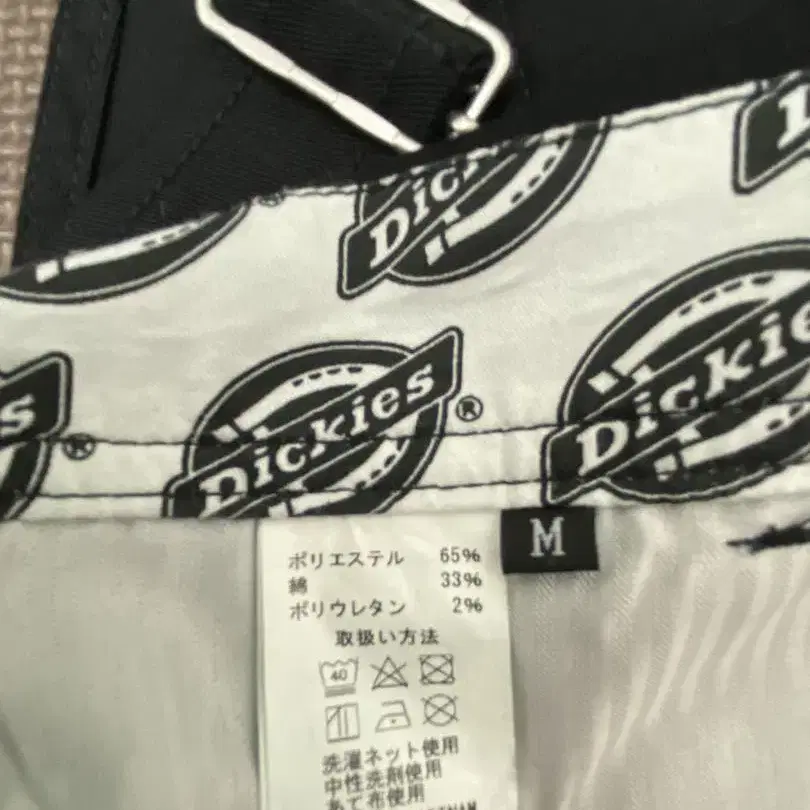 Dickies
Dickies
S
Dickies ®
®
Dickies
M
ポリエステル 65%
綿 33%
ポリウレタン 2%
取扱い方法
40
洗濯ネット使用
中性洗剤使用
あて布使用